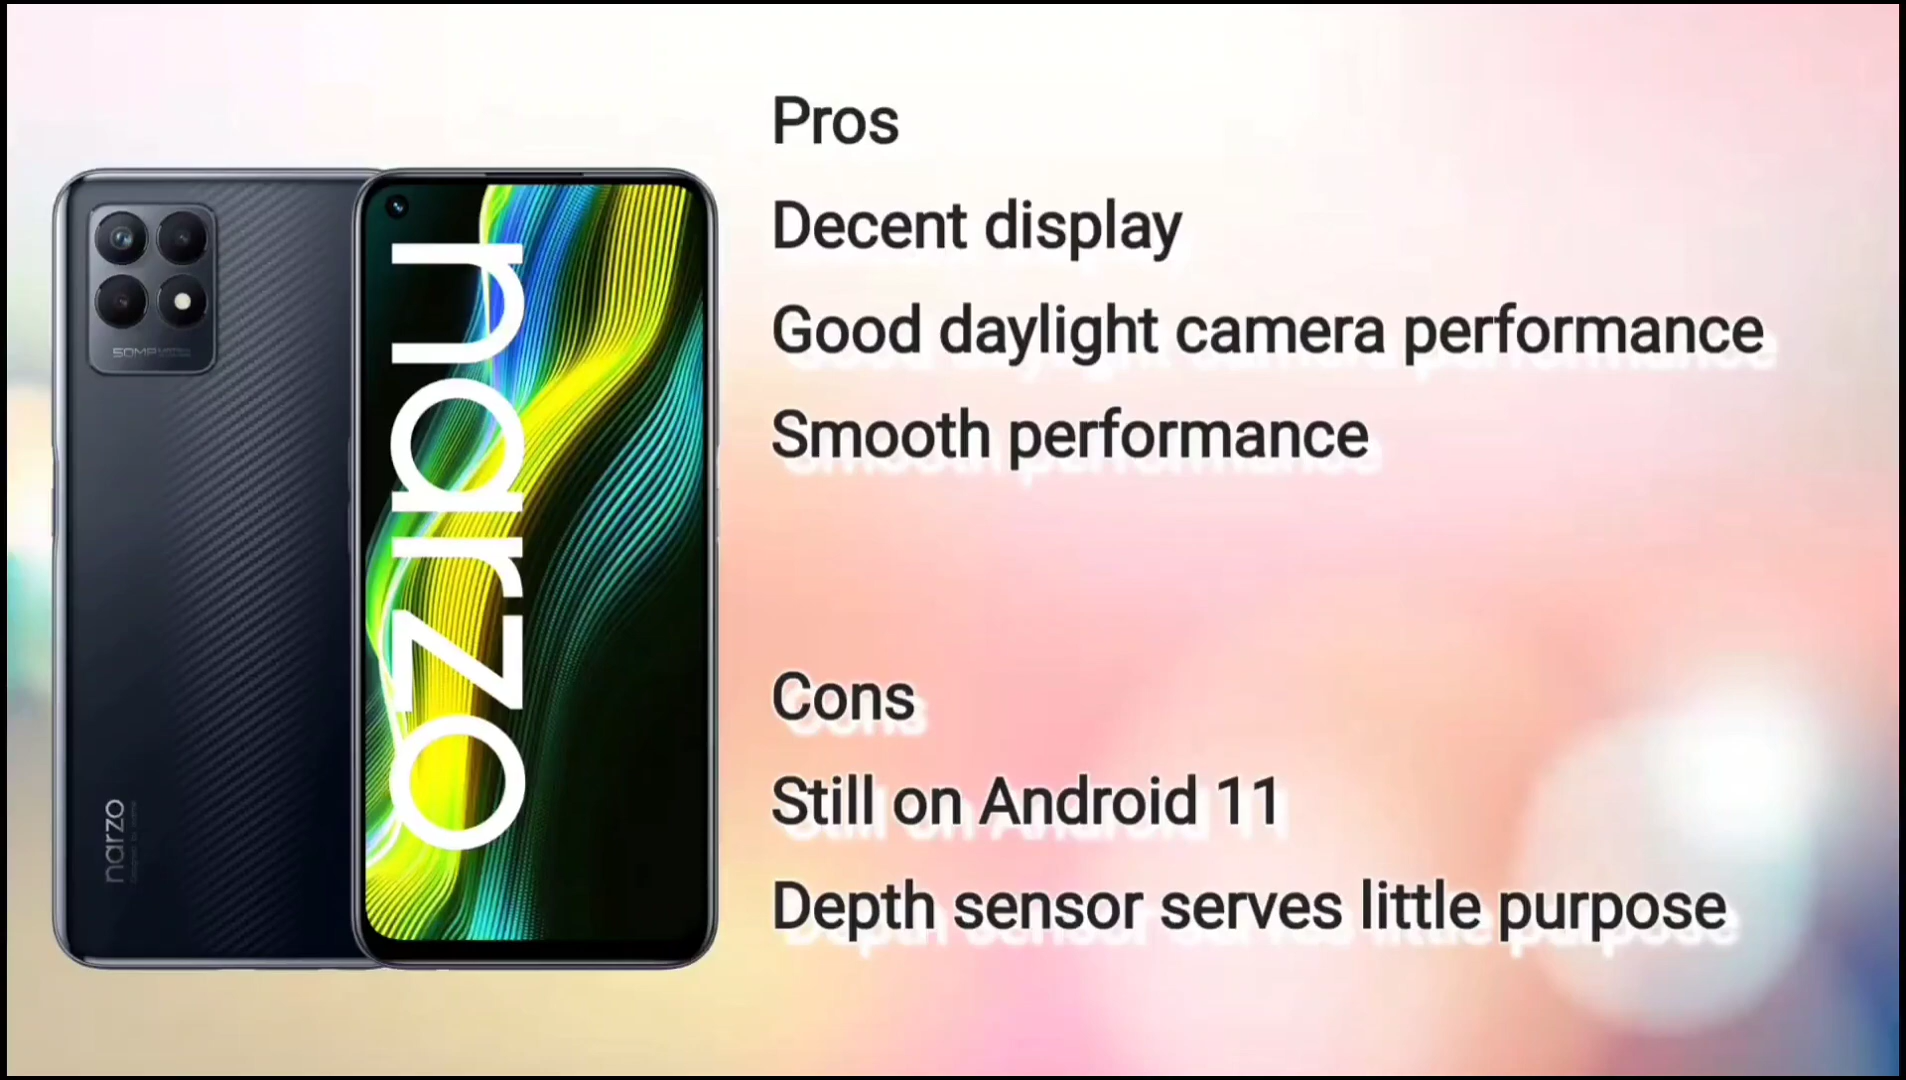 Pros
Decent display
Good daylight camera performance
Smooth performance
Cons
Still on Android 11
Depth sensor serves little purpose
narzo
50MP
narzo